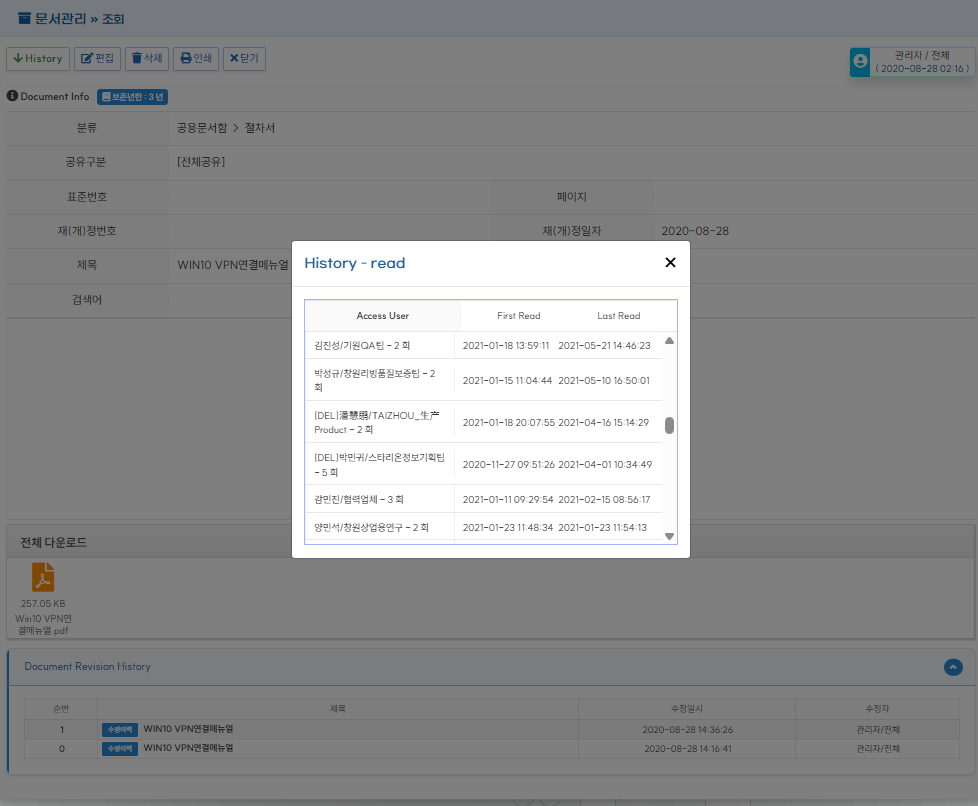 문서관리 » 조회
History 편집 삭제 인쇄 닫기
관리자 / 전체
( 2020-08-28 02:16 )
Document Info 보존년한 : 3 년
분류 공용문서함 > 절차서
공유구분 [전체공유]
표준번호 페이지
재(개)정번호 재(개)정일자 2020-08-28
제목 WIN10 VPN연결메뉴얼
검색어
History - read
Access User First Read Last Read
김진성/기원QA팀 - 2 회 2021-01-18 13:59:11 2021-05-21 14:46:23
박성규/창원리빙품질보증팀 - 2
회 2021-01-15 11:04:44 2021-05-10 16:50:01
[DEL]潘慧鹏/TAIZHOU_生产
Product - 2 회 2021-01-18 20:07:55 2021-04-16 15:14:29
[DEL]박민귀/스타리온정보기획팀
- 5 회 2020-11-27 09:51:26 2021-04-01 10:34:49
감민진/협력업체 - 3 회 2021-01-11 09:29:54 2021-02-15 08:56:17
양민석/창원상업용연구 - 2 회 2021-01-23 11:48:34 2021-01-23 11:54:13
전체 다운로드
257.05 KB
Win10 VPN연
결메뉴얼.pdf
Document Revision History
순번 제목 수정일시 수정자
1 수정이력 WIN10 VPN연결메뉴얼 2020-08-28 14:36:26 관리자/전체
0 수정이력 WIN10 VPN연결메뉴얼 2020-08-28 14:16:41 관리자/전체